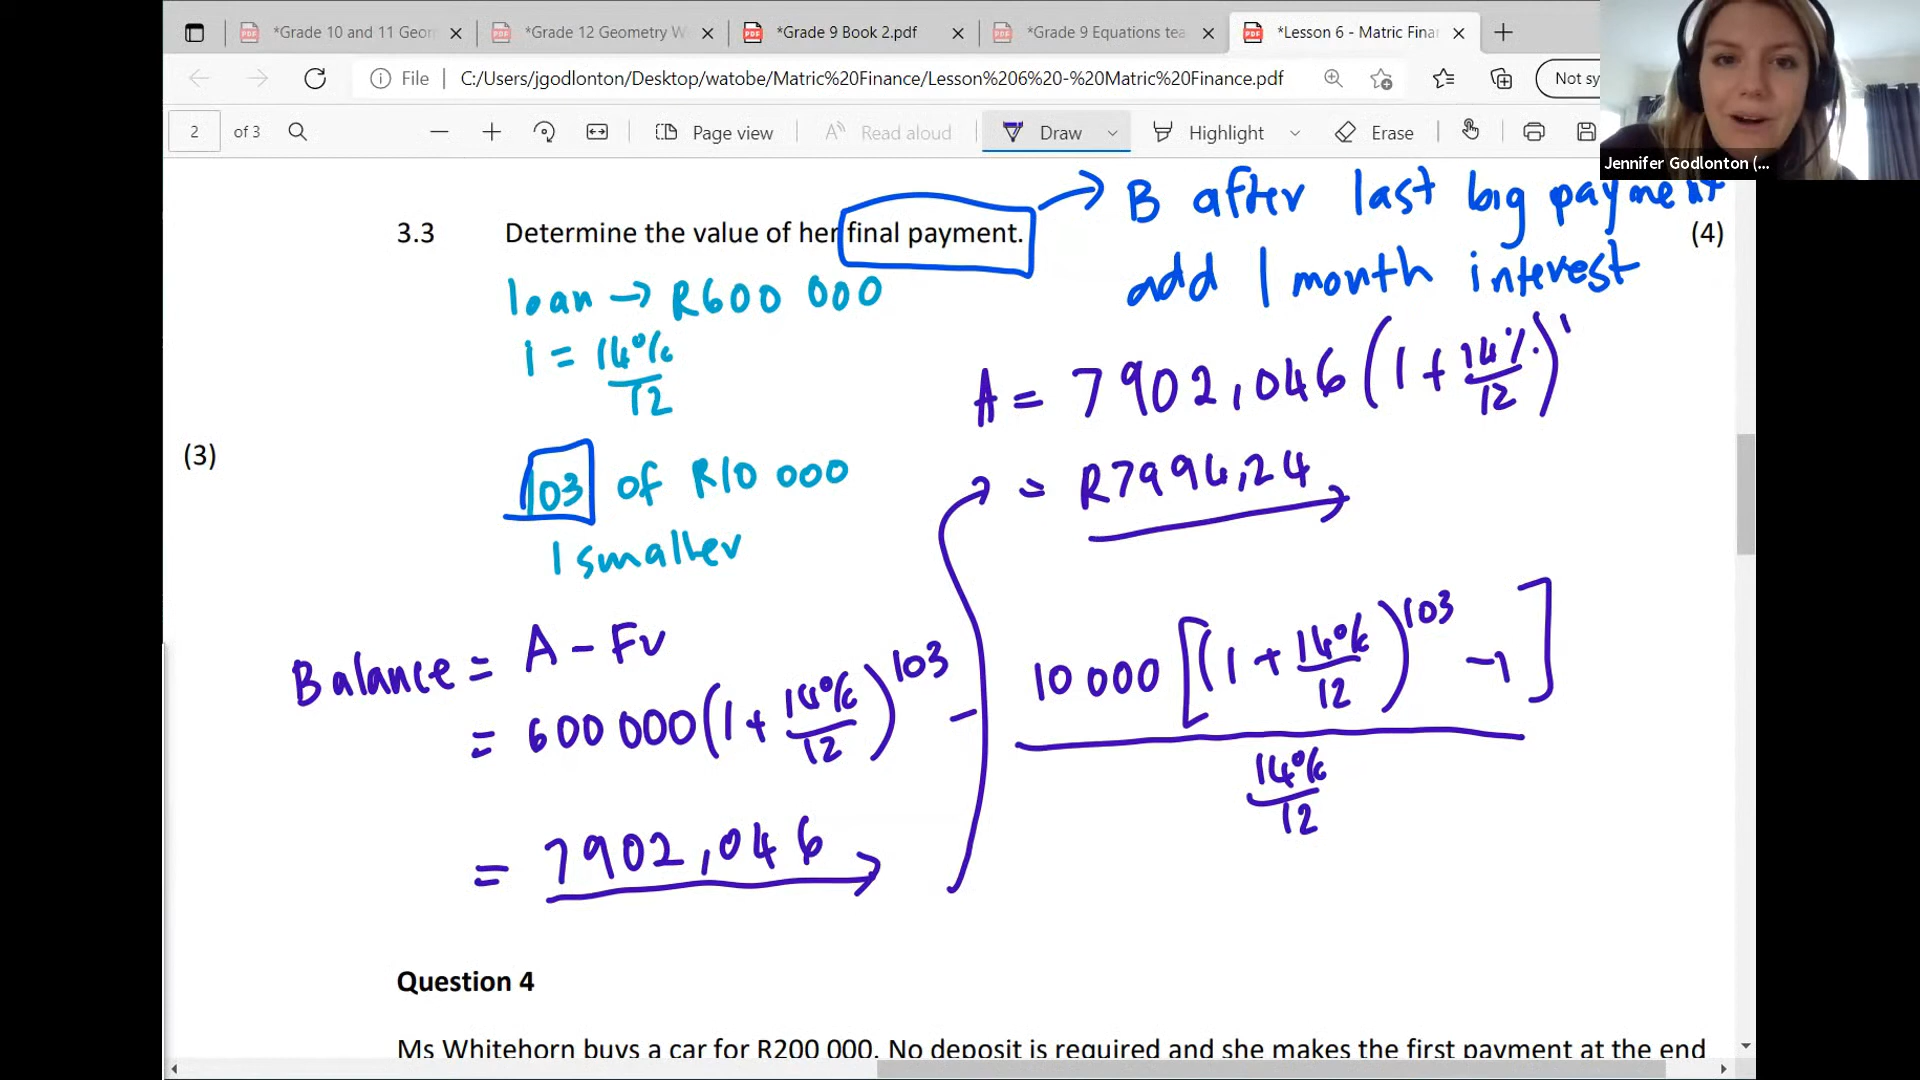 *Grade 10 and 11 Geor
*Grade 12 Geometry W
*Grade 9 Book 2.pdf
*Grade 9 Equations tea
*Lesson 6 - Matric Finar
File
C:/Users/jgodlonton/Desktop/watobe/Matric%20Finance/Lesson%206%20-%20Matric%20Finance.pdf
Not sy
2 of 3
Page view
Read aloud
Draw
Highlight
Erase
Jennifer Godlonton (...
B after last big payment
3.3 Determine the value of her final payment. (4)
add 1 month interest
loan → R600 000
i = 14%/12
A = 7902,046(1 + 14%/12)^1
(3)
103 of R10 000
= R7994,24
1 smaller
Balance = A - Fv
= 600 000(1 + 14%/12)^103 - 10 000[(1 + 14%/12)^103 - 1]
14%/12
= 7902,046
Question 4
Ms Whitehorn buys a car for R200 000. No deposit is required and she makes the first payment at the end